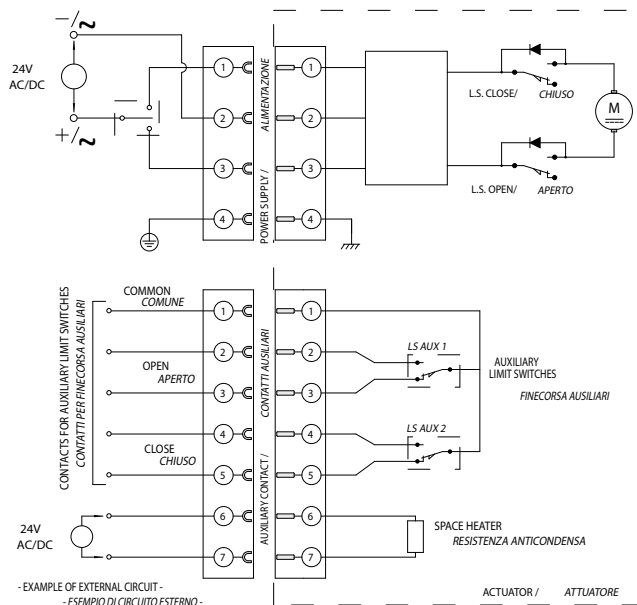 −/~
24V
AC/DC
+/~
1
2
3
4
POWER SUPPLY / ALIMENTAZIONE
1
2
3
4
L.S. CLOSE/ CHIUSO
L.S. OPEN/ APERTO
M
CONTACTS FOR AUXILIARY LIMIT SWITCHES
CONTATTI PER FINECORSA AUSILIARI
COMMON
COMUNE
OPEN
APERTO
CLOSE
CHIUSO
24V
AC/DC
1
2
3
4
5
6
7
AUXILIARY CONTACT / CONTATTI AUSILIARI
1
2
3
4
5
6
7
LS AUX 1
LS AUX 2
AUXILIARY
LIMIT SWITCHES
FINECORSA AUSILIARI
SPACE HEATER
RESISTENZA ANTICONDENSA
- EXAMPLE OF EXTERNAL CIRCUIT -
- ESEMPIO DI CIRCUITO ESTERNO -
ACTUATOR / ATTUATORE